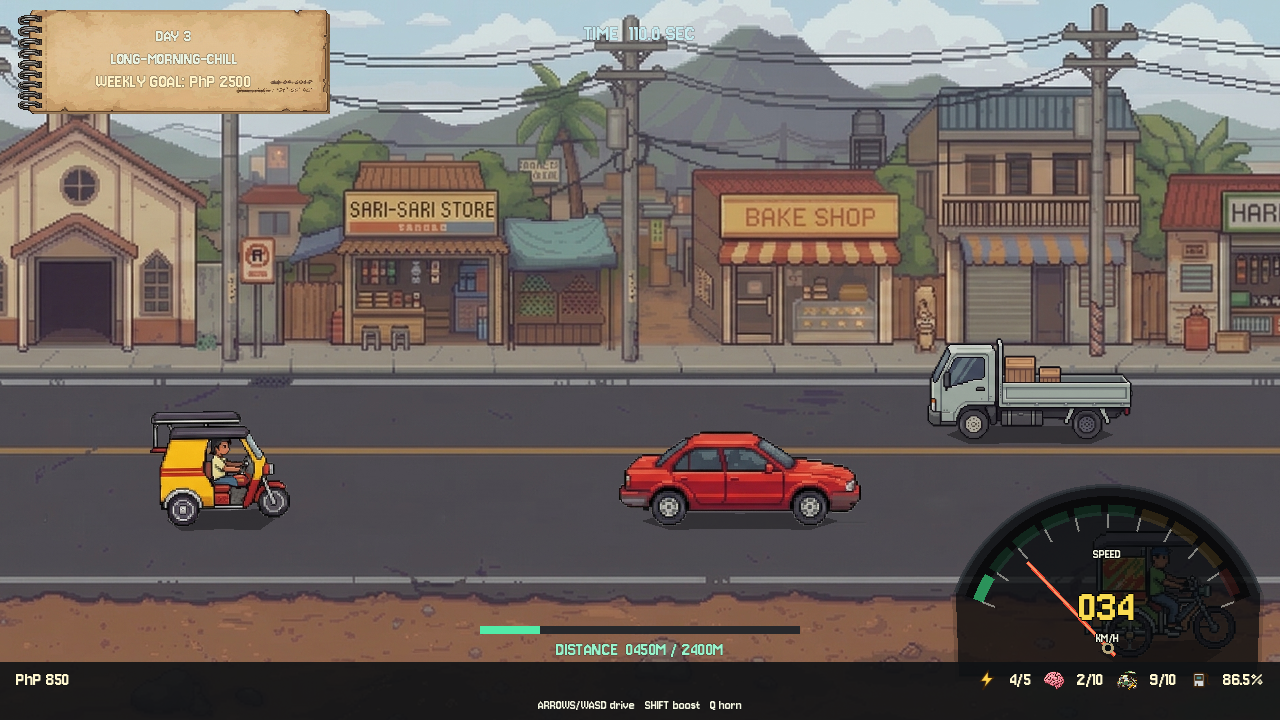 DAY 3
LONG-MORNING-CHILL
WEEKLY GOAL: PhP 2500
TIME 110.0 SEC
SARI-SARI STORE
BAKE SHOP
HAR
SPEED
034
KM/H
DISTANCE 0450M / 2400M
PhP 850
4/5 2/10 9/10 86.5%
ARROWS/WASD drive SHIFT boost Q horn